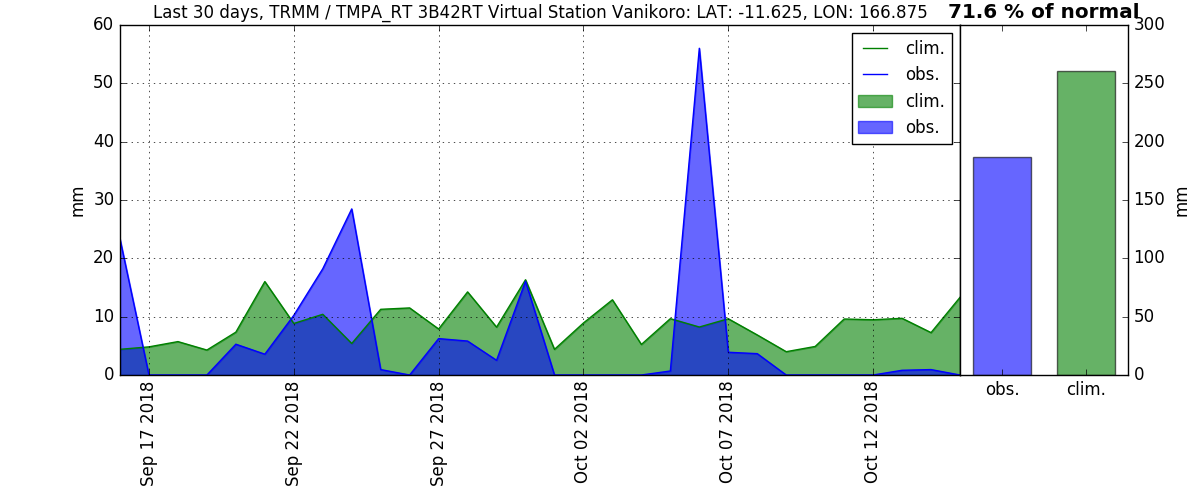 Last 30 days, TRMM / TMPA_RT 3B42RT Virtual Station Vanikoro: LAT: -11.625, LON: 166.875
71.6 % of normal
60
50
40
30
20
10
0
mm
clim.
obs.
clim.
obs.
Sep 17 2018
Sep 22 2018
Sep 27 2018
Oct 02 2018
Oct 07 2018
Oct 12 2018
300
250
200
150
100
50
0
mm
obs.
clim.